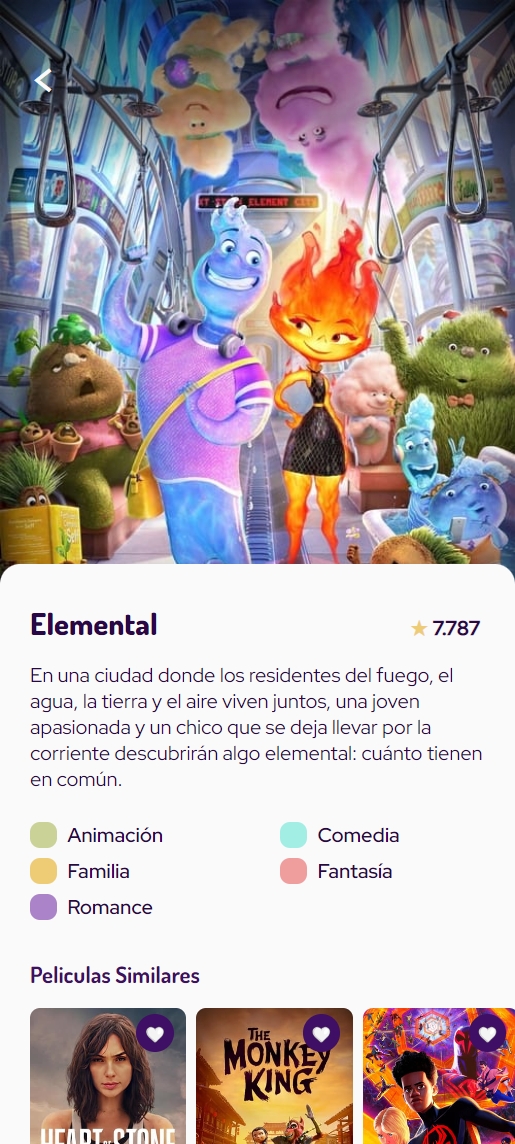 ELEMENT CITY
Elemental
7.787
En una ciudad donde los residentes del fuego, el
agua, la tierra y el aire viven juntos, una joven
apasionada y un chico que se deja llevar por la
corriente descubrirán algo elemental: cuánto tienen
en común.
Animación
Comedia
Familia
Fantasía
Romance
Peliculas Similares
HEART OF STONE
THE
MONKEY
KING